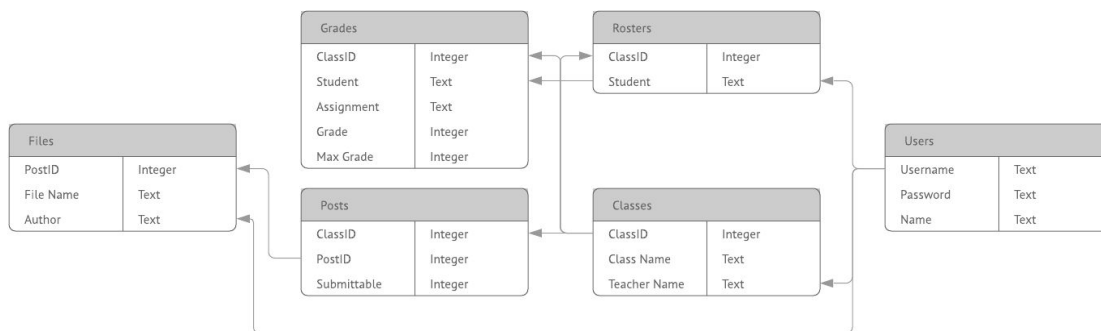 Grades
ClassID Integer
Student Text
Assignment Text
Grade Integer
Max Grade Integer
Rosters
ClassID Integer
Student Text
Files
PostID Integer
File Name Text
Author Text
Users
Username Text
Password Text
Name Text
Posts
ClassID Integer
PostID Integer
Submittable Integer
Classes
ClassID Integer
Class Name Text
Teacher Name Text